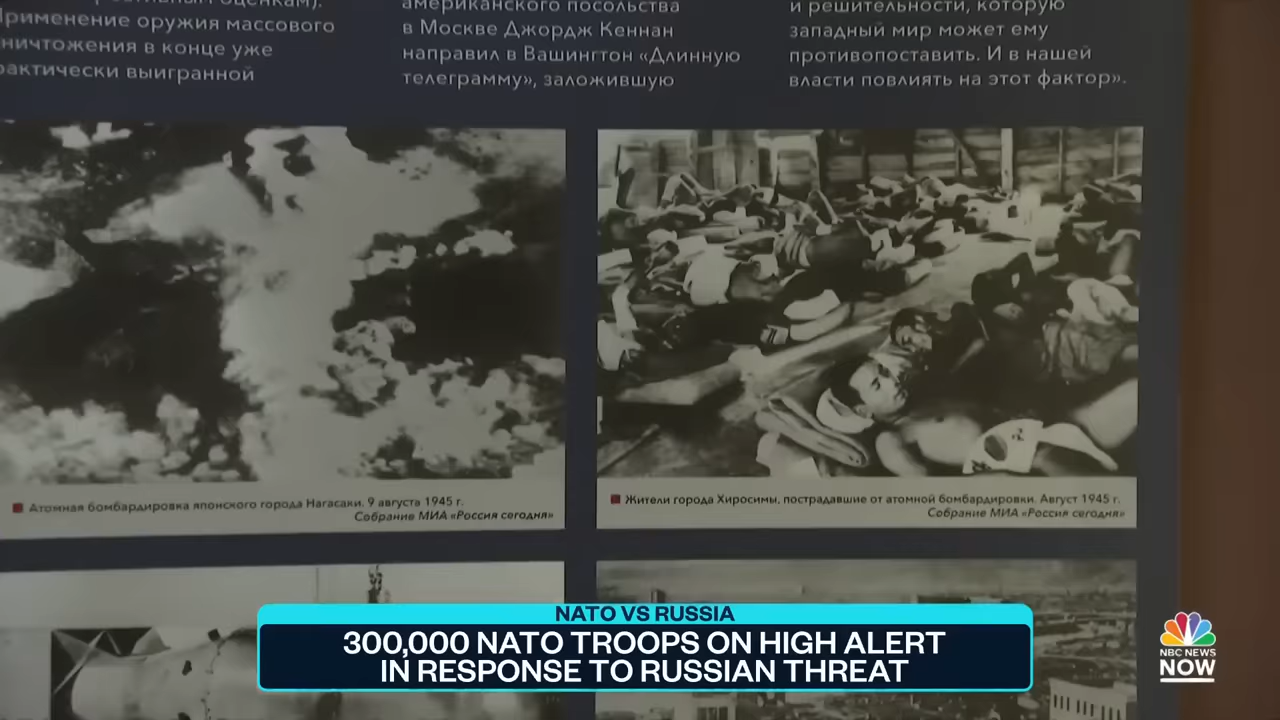 Применение оружия массового
уничтожения в конце уже
практически выигранной
американского посольства
в Москве Джордж Кеннан
направил в Вашингтон «Длинную
телеграмму», заложившую
и решительности, которую
западный мир может ему
противопоставить. И в нашей
власти повлиять на этот фактор».
Атомная бомбардировка японского города Нагасаки. 9 августа 1945 г.
Собрание МИА «Россия сегодня»
Жители города Хиросимы, пострадавшие от атомной бомбардировки. Август 1945 г.
Собрание МИА «Россия сегодня»
NATO VS RUSSIA
300,000 NATO TROOPS ON HIGH ALERT
IN RESPONSE TO RUSSIAN THREAT
NBC NEWS
NOW